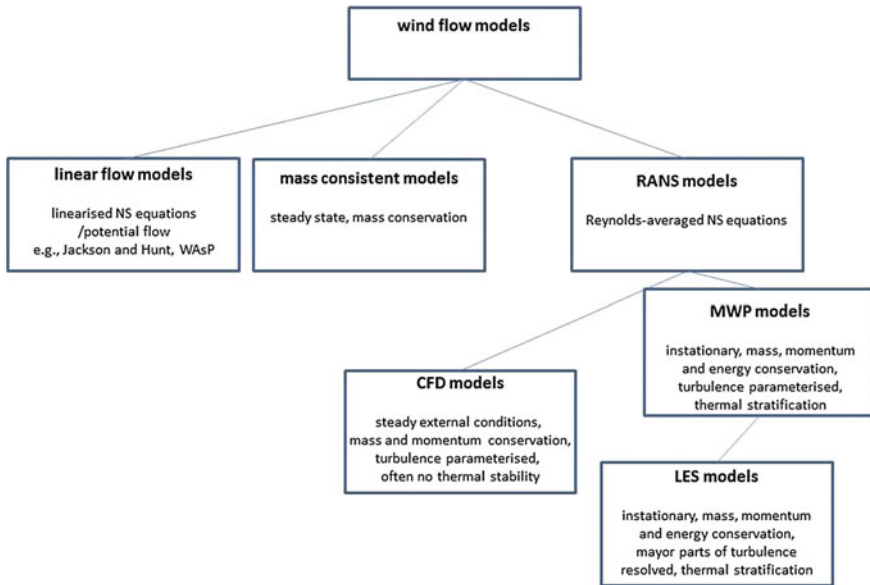 wind flow models
linear flow models
linearised NS equations
/potential flow
e.g., Jackson and Hunt, WAsP
mass consistent models
steady state, mass conservation
RANS models
Reynolds-averaged NS equations
MWP models
instationary, mass, momentum
and energy conservation,
turbulence parameterised,
thermal stratification
CFD models
steady external conditions,
mass and momentum conservation,
turbulence parameterised,
often no thermal stability
LES models
instationary, mass, momentum
and energy conservation,
mayor parts of turbulence
resolved, thermal stratification